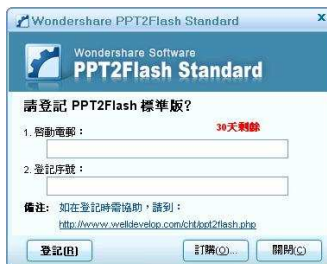 Wondershare PPT2Flash Standard
x
Wondershare Software
PPT2Flash Standard
請登記 PPT2Flash 標準版?
30天剩餘
1. 啓動電郵：
2. 登記序號：
備注： 如在登記時需協助，請到：
http://www.welldevelop.com/cht/ppt2flash.php
登記(R)
訂購(O)...
關閉(C)